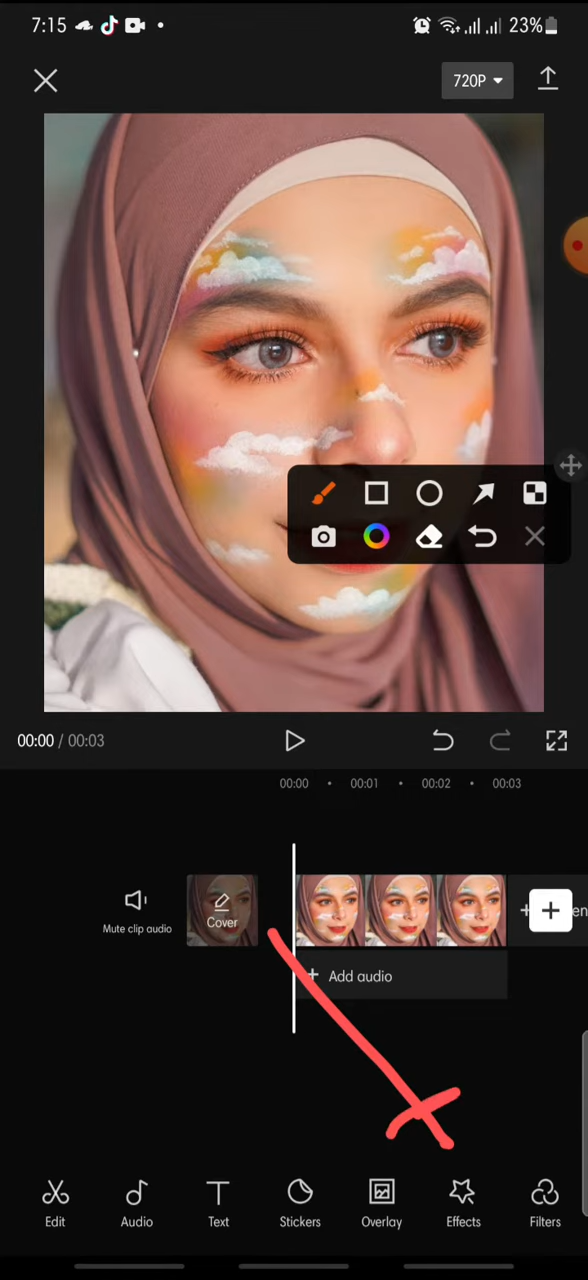 7:15 23%
720P
00:00 / 00:03
00:00 00:01 00:02 00:03
Mute clip audio
Cover
en
+ Add audio
Edit Audio Text Stickers Overlay Effects Filters